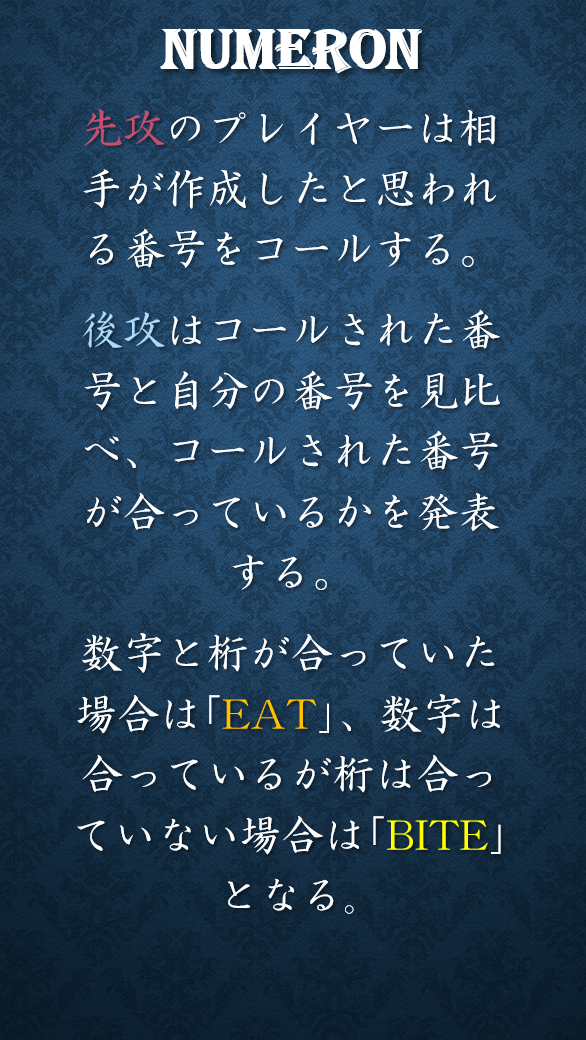 NUMERON
先攻のプレイヤーは相
手が作成したと思われ
る番号をコールする。
後攻はコールされた番
号と自分の番号を見比
べ、コールされた番号
が合っているかを発表
する。
数字と桁が合っていた
場合は「EAT」、数字は
合っているが桁は合っ
ていない場合は「BITE」
となる。